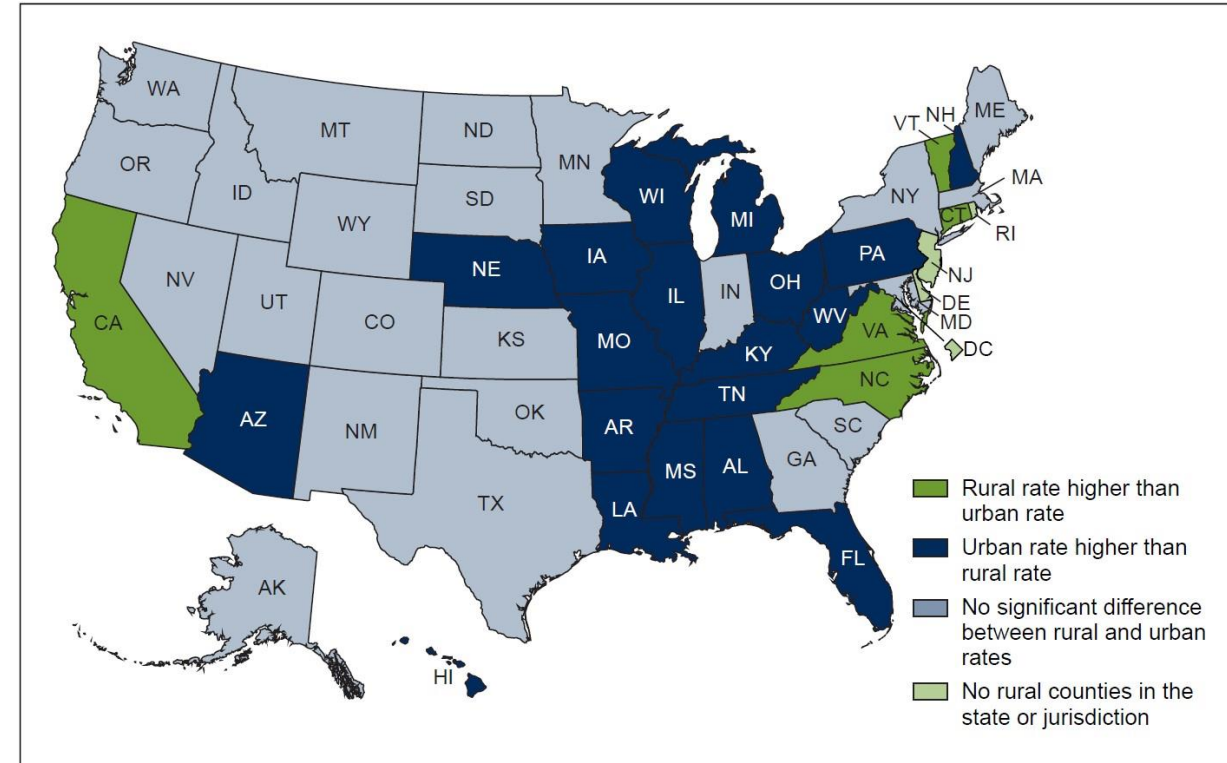 WA
MT
ND
MN
VT
NH
ME
OR
ID
SD
WI
MI
NY
MA
WY
RI
NE
IA
PA
NJ
NV
UT
CO
IL
IN
OH
DE
CA
KS
MO
KY
WV
VA
MD
DC
CT
AZ
NM
OK
AR
TN
NC
SC
TX
LA
MS
AL
GA
FL
AK
HI
Rural rate higher than
urban rate
Urban rate higher than
rural rate
No significant difference
between rural and urban
rates
No rural counties in the
state or jurisdiction